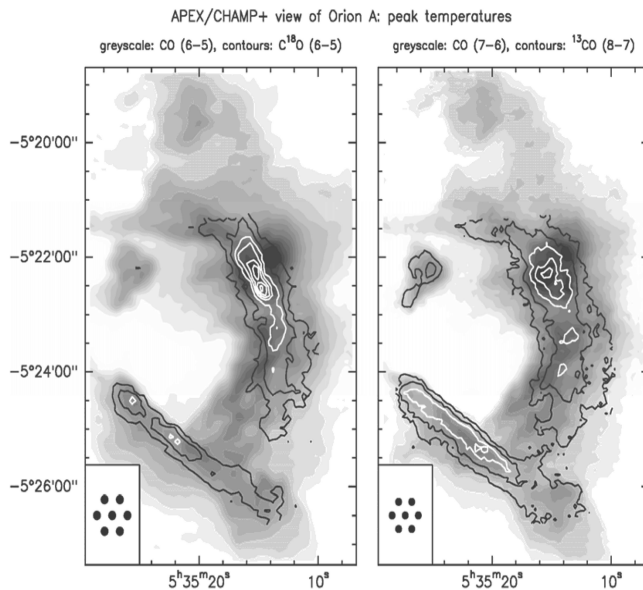 APEX/CHAMP+ view of Orion A: peak temperatures
greyscale: CO (6-5), contours: C¹⁸O (6-5)
greyscale: CO (7-6), contours: ¹³CO (8-7)
10ˢ
10ˢ
-5°20'00"
-5°22'00"
-5°24'00"
-5°26'00"
5ʰ35ᵐ20ˢ
10ˢ
5ʰ35ᵐ20ˢ
10ˢ